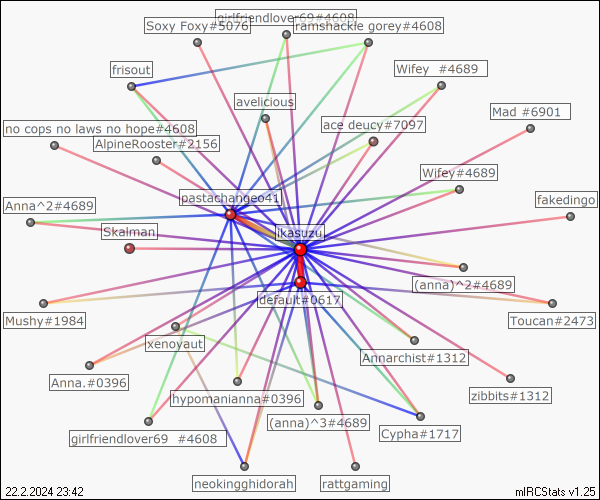 girlfriendlover69#4608
Soxy Foxy#5076
ramshackle gorey#4608
frisout
Wifey #4689
avelicious
Mad #6901
no cops no laws no hope#4608
ace deucy#7097
AlpineRooster#2156
Wifey#4689
pastachangeo41
fakedingo
Anna^2#4689
Skalman
ikasuzu
(anna)^2#4689
default#0617
Mushy#1984
Toucan#2473
xenoyaut
Annarchist#1312
Anna.#0396
hypomanianna#0396
zibbits#1312
(anna)^3#4689
girlfriendlover69 #4608
Cypha#1717
neokingghidorah
rattgaming
22.2.2024 23:42
mIRCStats v1.25